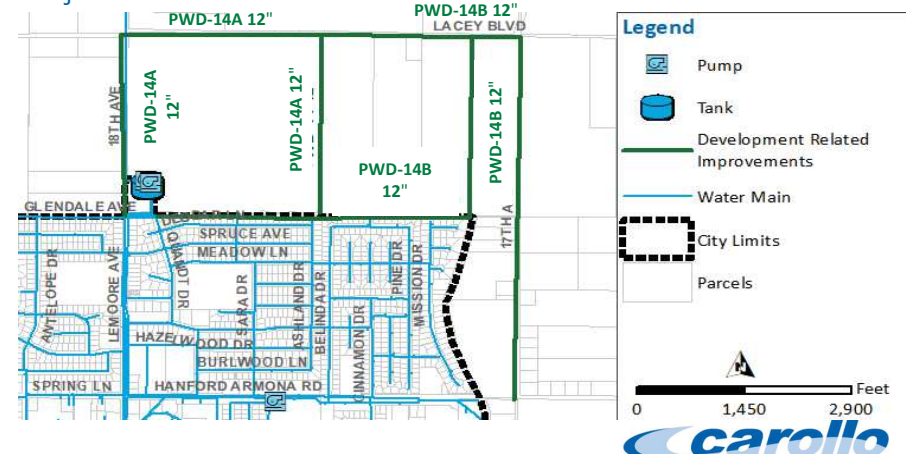 PWD-14A 12"
PWD-14B 12"
LACEY BLVD
18TH AVE
PWD-14A
12"
PWD-14A 12"
PWD-14B
12"
PWD-14B 12"
17TH A
GLENDALE AVE
SPRUCE AVE
MEADOW LN
QUANDT DR
ANTELOPE DR
LEMOORE AVE
SARA DR
ASHLAND DR
BELINDA DR
CINNAMON DR
PINE DR
MISSION DR
HAZELWOOD DR
BURLWOOD LN
SPRING LN
HANFORD ARMONA RD
Legend
Pump
Tank
Development Related
Improvements
Water Main
City Limits
Parcels
Feet
0 1,450 2,900
carollo